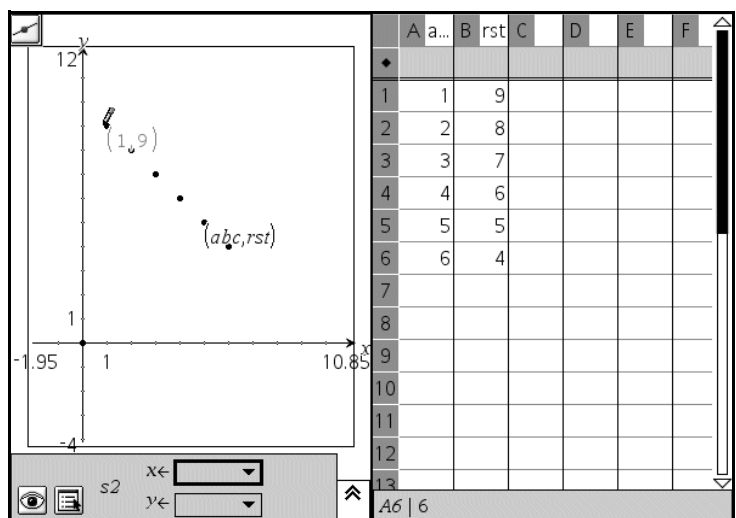 y
12
(1,9)
(abc,rst)
1
x
-1.95
1
10.85
-4
s2
x←
y←
A a... B rst C D E F
◆
1 1 9
2 2 8
3 3 7
4 4 6
5 5 5
6 6 4
7
8
9
10
11
12
13
A6 | 6